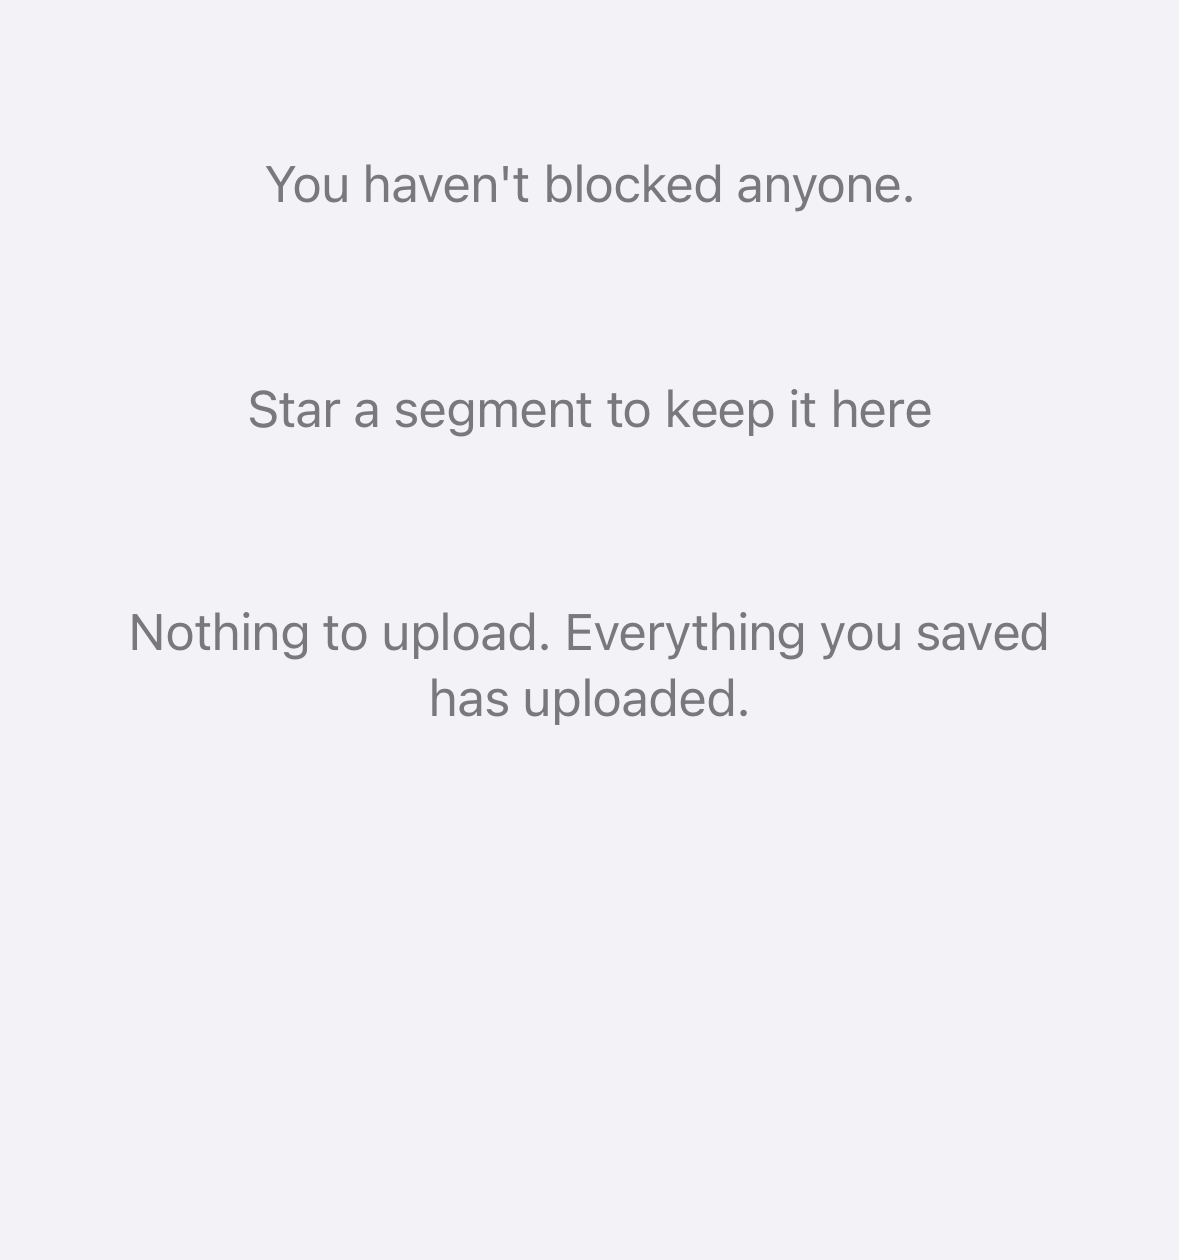 You haven't blocked anyone.
Star a segment to keep it here
Nothing to upload. Everything you saved
has uploaded.